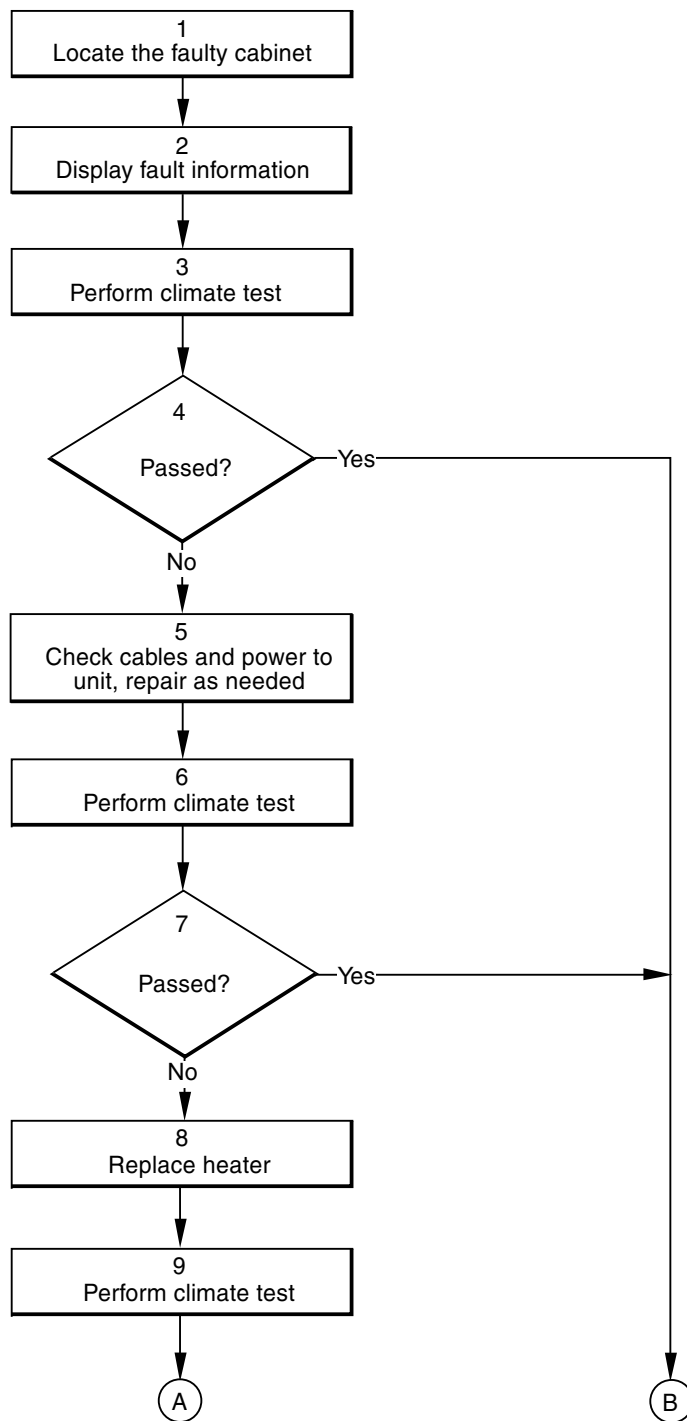 1
Locate the faulty cabinet
2
Display fault information
3
Perform climate test
4
Passed?
Yes
No
5
Check cables and power to
unit, repair as needed
6
Perform climate test
7
Passed?
Yes
No
8
Replace heater
9
Perform climate test
A
B